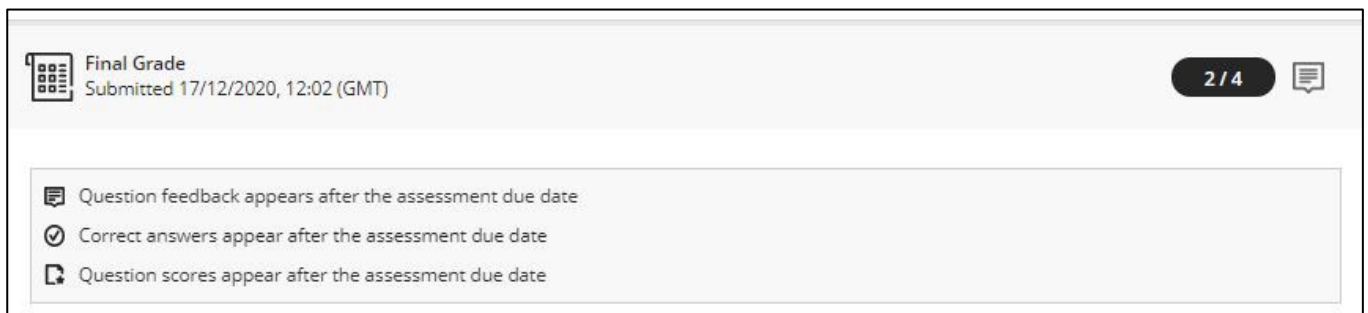 Final Grade
Submitted 17/12/2020, 12:02 (GMT)
2 / 4
Question feedback appears after the assessment due date
Correct answers appear after the assessment due date
Question scores appear after the assessment due date